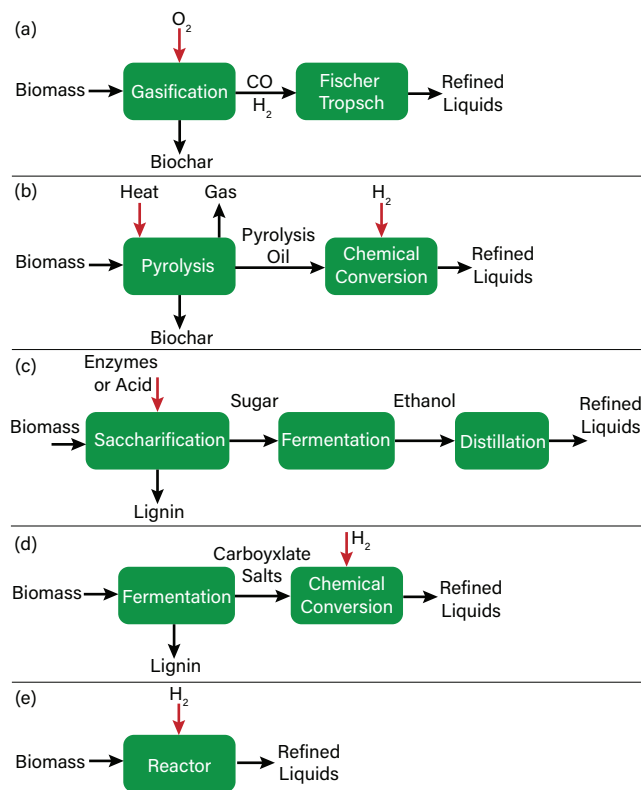 (a)
O2
Biomass
Gasification
CO
H2
Fischer
Tropsch
Refined
Liquids
Biochar
(b)
Heat
Gas
H2
Biomass
Pyrolysis
Pyrolysis
Oil
Chemical
Conversion
Refined
Liquids
Biochar
(c)
Enzymes
or Acid
Biomass
Saccharification
Sugar
Fermentation
Ethanol
Distillation
Refined
Liquids
Lignin
(d)
H2
Biomass
Fermentation
Carboyxlate
Salts
Chemical
Conversion
Refined
Liquids
Lignin
(e)
H2
Biomass
Reactor
Refined
Liquids